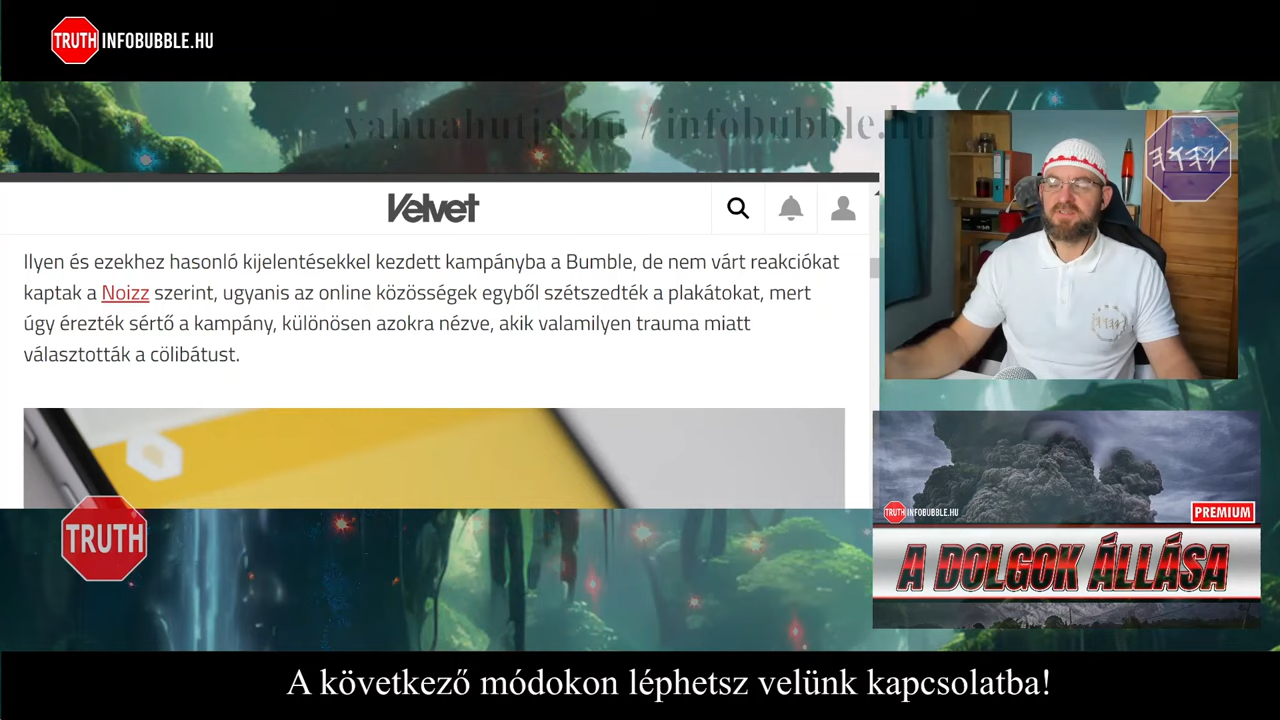 TRUTH INFOBUBBLE.HU
yahuahutja.hu / infobubble.hu
Velvet
Ilyen és ezekhez hasonló kijelentésekkel kezdett kampányba a Bumble, de nem várt reakciókat
kaptak a Noizz szerint, ugyanis az online közösségek egyből szétszedték a plakátokat, mert
úgy érezték sértő a kampány, különösen azokra nézve, akik valamilyen trauma miatt
választották a cölibátust.
TRUTH
TRUTH INFOBUBBLE.HU
PREMIUM
A DOLGOK ÁLLÁSA
A következő módokon léphetsz velünk kapcsolatba!